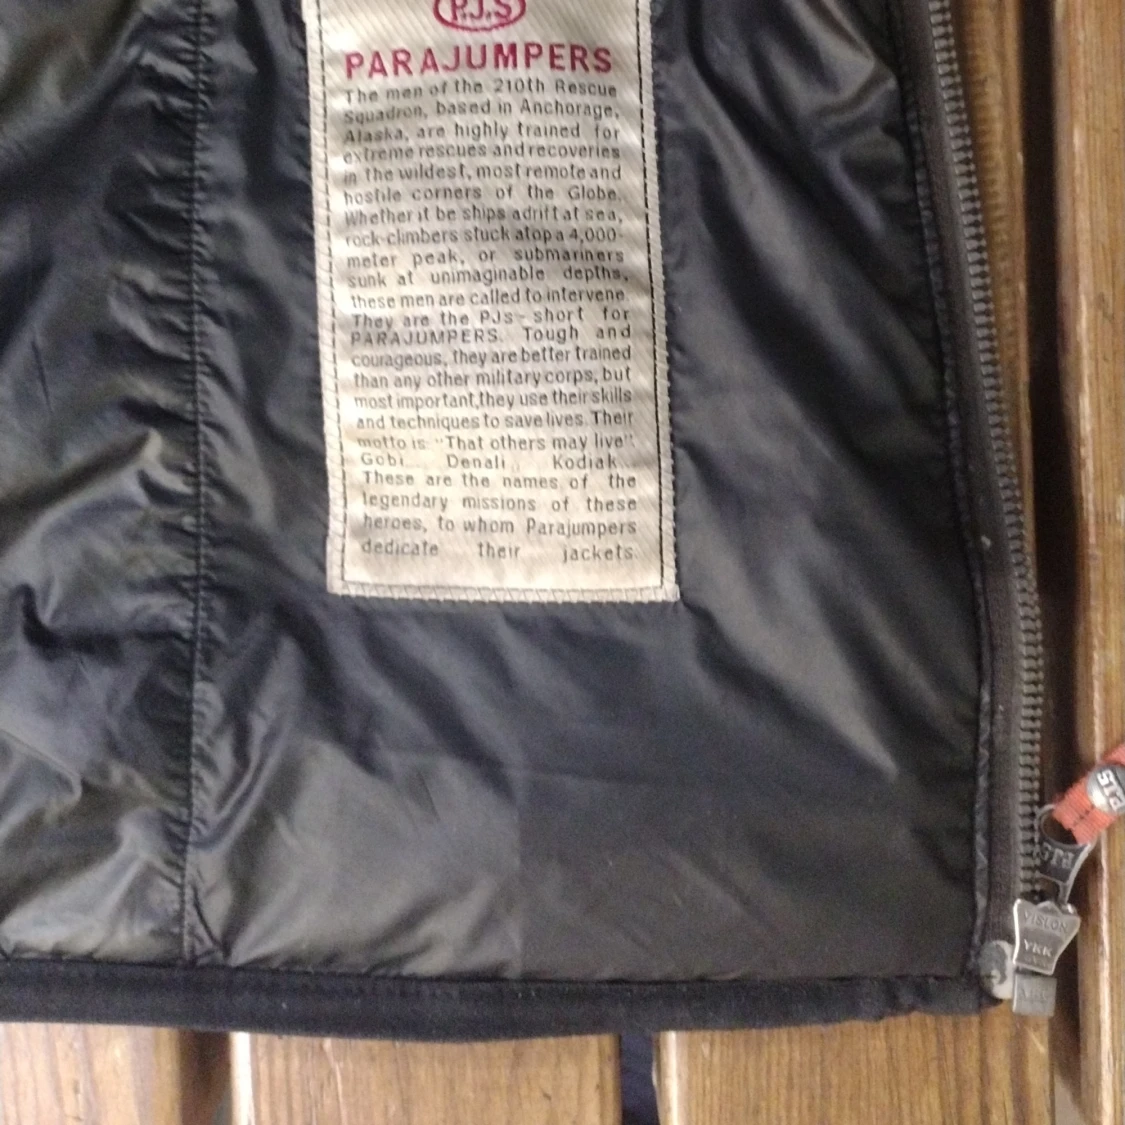 P.J.S
PARAJUMPERS
The men of the 210th Rescue
Squadron, based in Anchorage,
Alaska, are highly trained for
extreme rescues and recoveries
in the wildest, most remote and
hostile corners of the Globe.
Whether it be ships adrift at sea,
rock-climbers stuck atop a 4,000-
meter peak, or submariners
sunk at unimaginable depths,
these men are called to intervene.
They are the PJs - short for
PARAJUMPERS. Tough and
courageous, they are better trained
than any other military corps, but
most important, they use their skills
and techniques to save lives. Their
motto is: "That others may live"
Gobi... Denali... Kodiak...
These are the names of the
legendary missions of these
heroes, to whom Parajumpers
dedicate their jackets.
PJS
PJS
VISLON
YKK